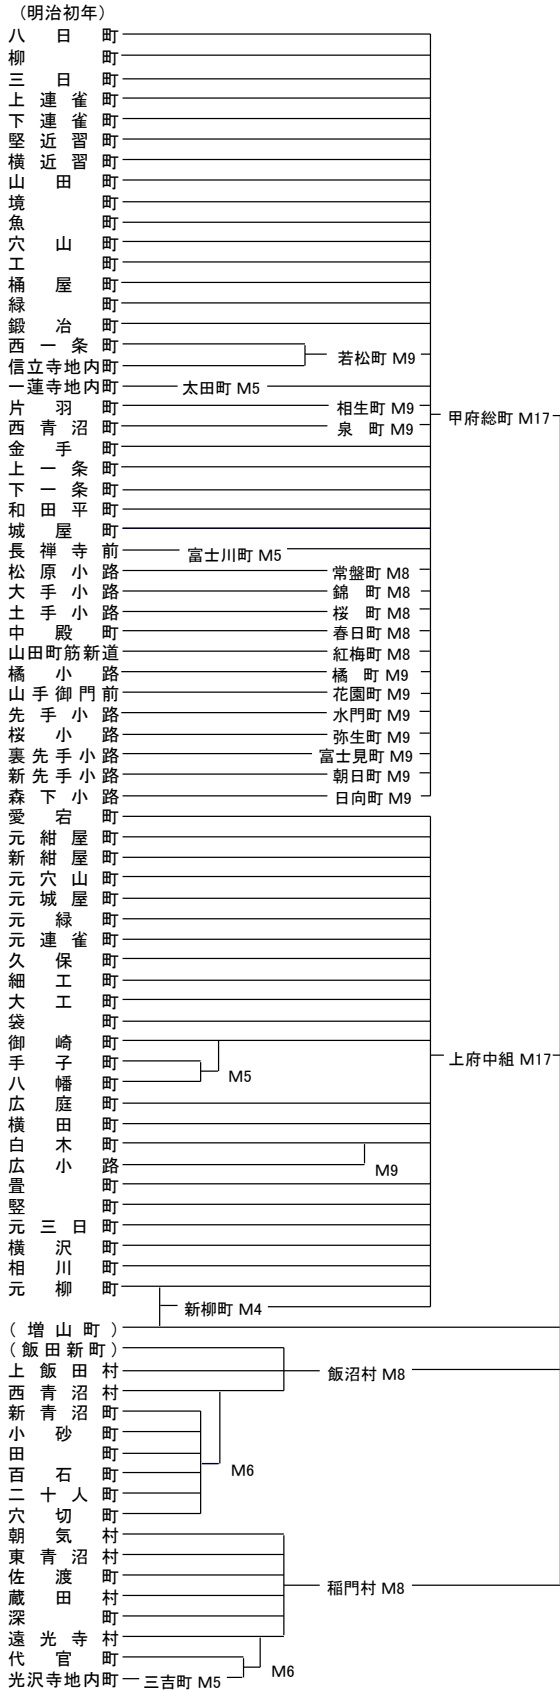 （明治初年）
八日町
柳町
三日町
上連雀町
下連雀町
堅近習町
横近習町
山田町
境町
魚町
穴山町
工町
桶屋町
緑町
鍛冶町
西一条町
信立寺地内町 若松町 M9
一蓮寺地内町 太田町 M5
片羽町 相生町 M9
甲府総町 M17
西青沼町 泉町 M9
金手町
上一条町
下一条町
和田平町
城屋町
長禅寺前 富士川町 M5
松原小路 常盤町 M8
大手小路 錦町 M8
土手小路 桜町 M8
中殿町 春日町 M8
山田町筋新道 紅梅町 M8
橘小路 橘町 M9
山手御門前 花園町 M9
先手小路 水門町 M9
桜小路 弥生町 M9
裏先手小路 富士見町 M9
新先手小路 朝日町 M9
森下小路 日向町 M9
愛宕町
元紺屋町
新紺屋町
元穴山町
元城屋町
元緑町
元連雀町
久保町
細工町
大工町
袋町
御崎町
手子町 上府中組 M17
八幡町 M5
広庭町
横田町
白木町
広小路 M9
畳町
竪町
元三日町
横沢町
相川町
元柳町
新柳町 M4
（増山町）
（飯田新町）
上飯田村 飯沼村 M8
西青沼村
新青沼町
小砂町
田町
百石町 M6
二十人町
穴切町
朝気村
東青沼村
佐渡町
稲門村 M8
蔵田村
深町
遠光寺村
代官町
M6
光沢寺地内町 三吉町 M5